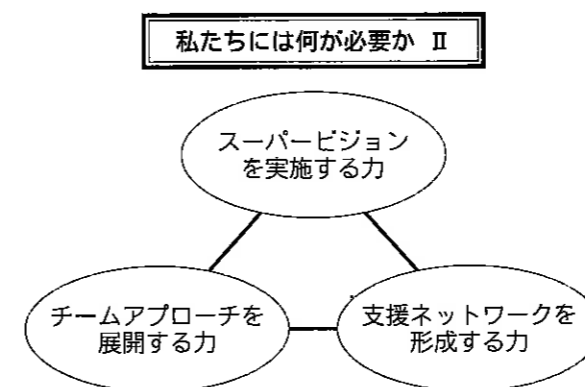 私たちには何が必要か Ⅱ
スーパービジョン
を実施する力
チームアプローチを
展開する力
支援ネットワークを
形成する力